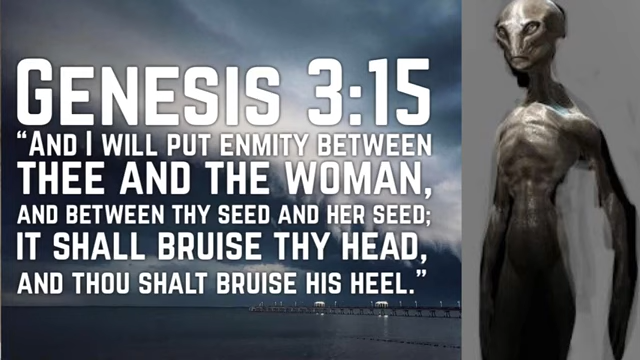 GENESIS 3:15
“AND I WILL PUT ENMITY BETWEEN
THEE AND THE WOMAN,
AND BETWEEN THY SEED AND HER SEED;
IT SHALL BRUISE THY HEAD,
AND THOU SHALT BRUISE HIS HEEL.”